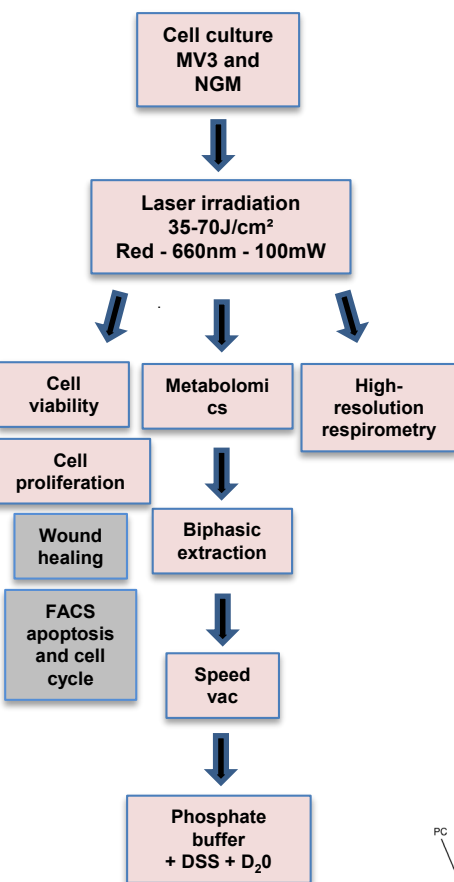 Cell culture
MV3 and
NGM
Laser irradiation
35-70J/cm²
Red - 660nm - 100mW
Cell
viability
Metabolomi
cs
High-
resolution
respirometry
Cell
proliferation
Wound
healing
Biphasic
extraction
FACS
apoptosis
and cell
cycle
Speed
vac
Phosphate
buffer
+ DSS + D₂0
PC